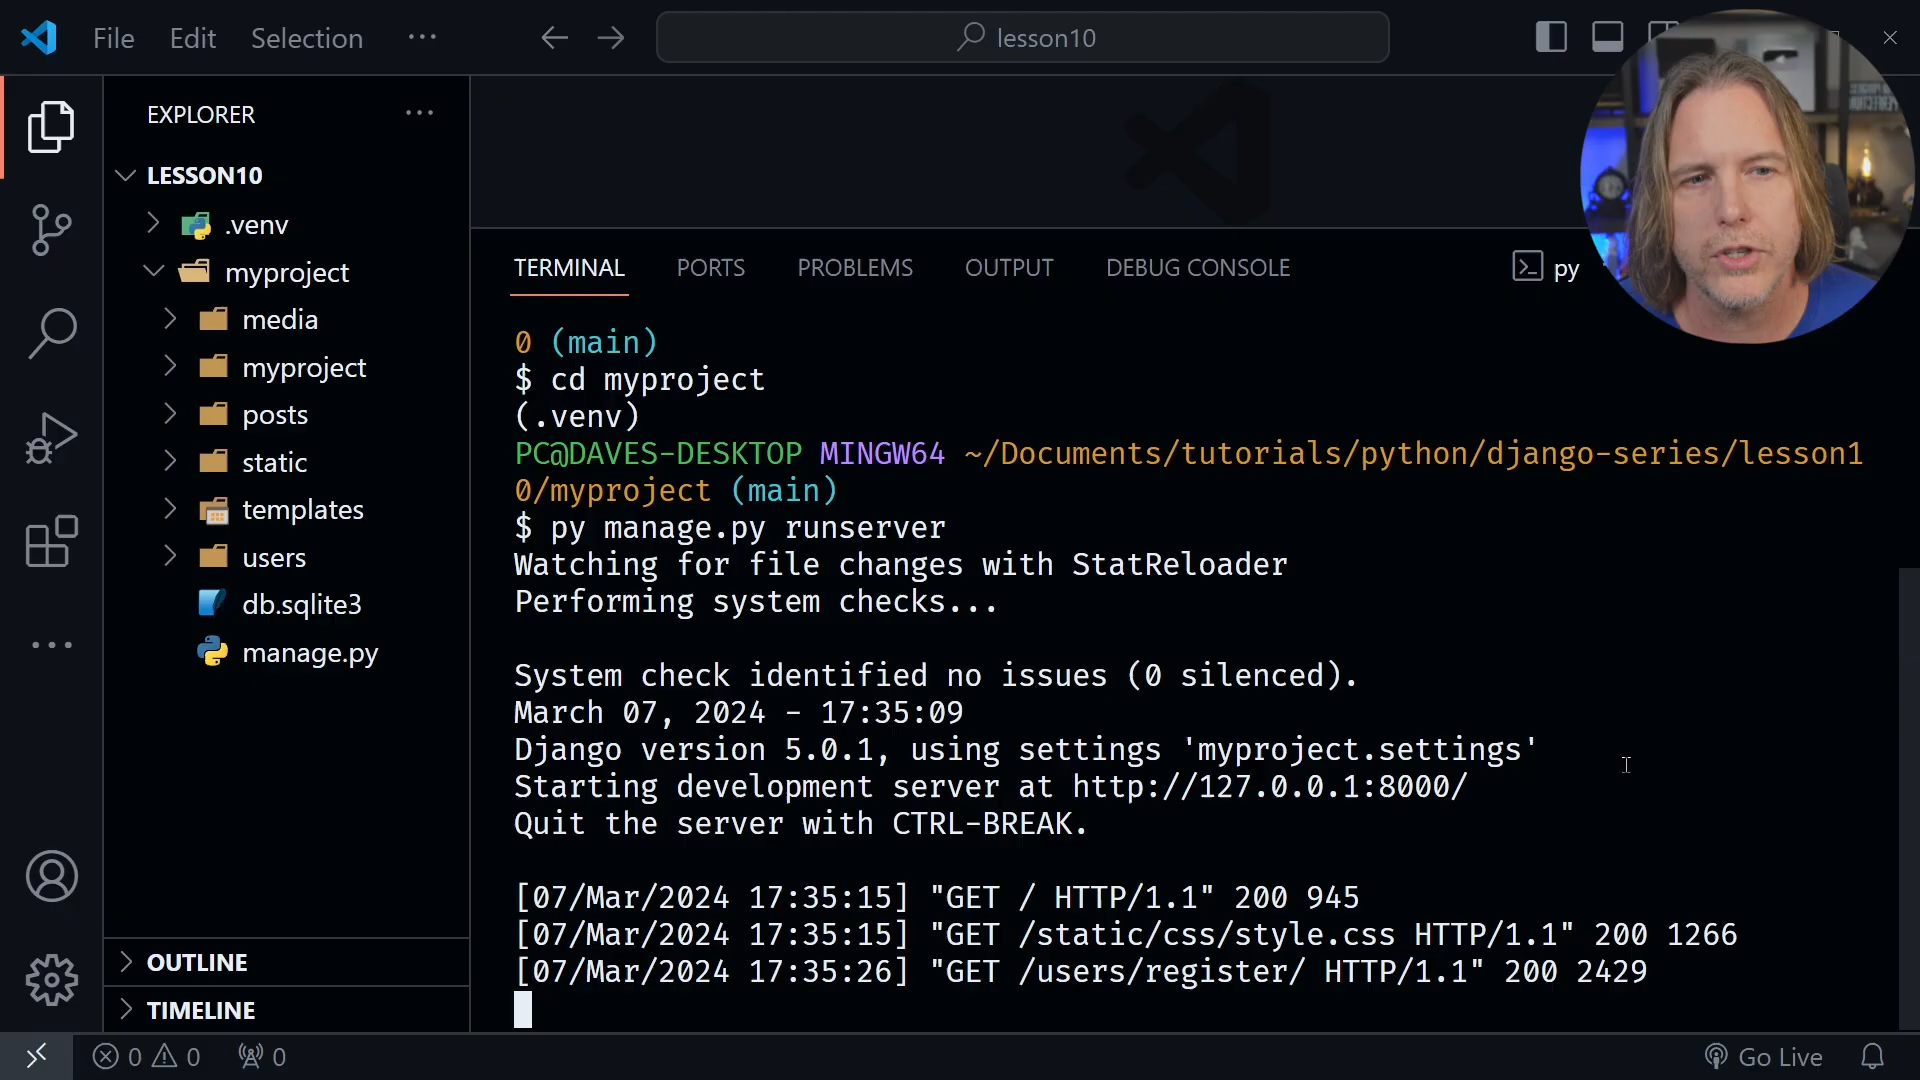 File Edit Selection ···
lesson10
EXPLORER ···
LESSON10
.venv
myproject
media
myproject
posts
static
templates
users
db.sqlite3
manage.py
OUTLINE
TIMELINE
TERMINAL PORTS PROBLEMS OUTPUT DEBUG CONSOLE
py
0 (main)
$ cd myproject
(.venv)
PC@DAVES-DESKTOP MINGW64 ~/Documents/tutorials/python/django-series/lesson1
0/myproject (main)
$ py manage.py runserver
Watching for file changes with StatReloader
Performing system checks...
System check identified no issues (0 silenced).
March 07, 2024 - 17:35:09
Django version 5.0.1, using settings 'myproject.settings'
Starting development server at http://127.0.0.1:8000/
Quit the server with CTRL-BREAK.
[07/Mar/2024 17:35:15] "GET / HTTP/1.1" 200 945
[07/Mar/2024 17:35:15] "GET /static/css/style.css HTTP/1.1" 200 1266
[07/Mar/2024 17:35:26] "GET /users/register/ HTTP/1.1" 200 2429
0 0 0
Go Live